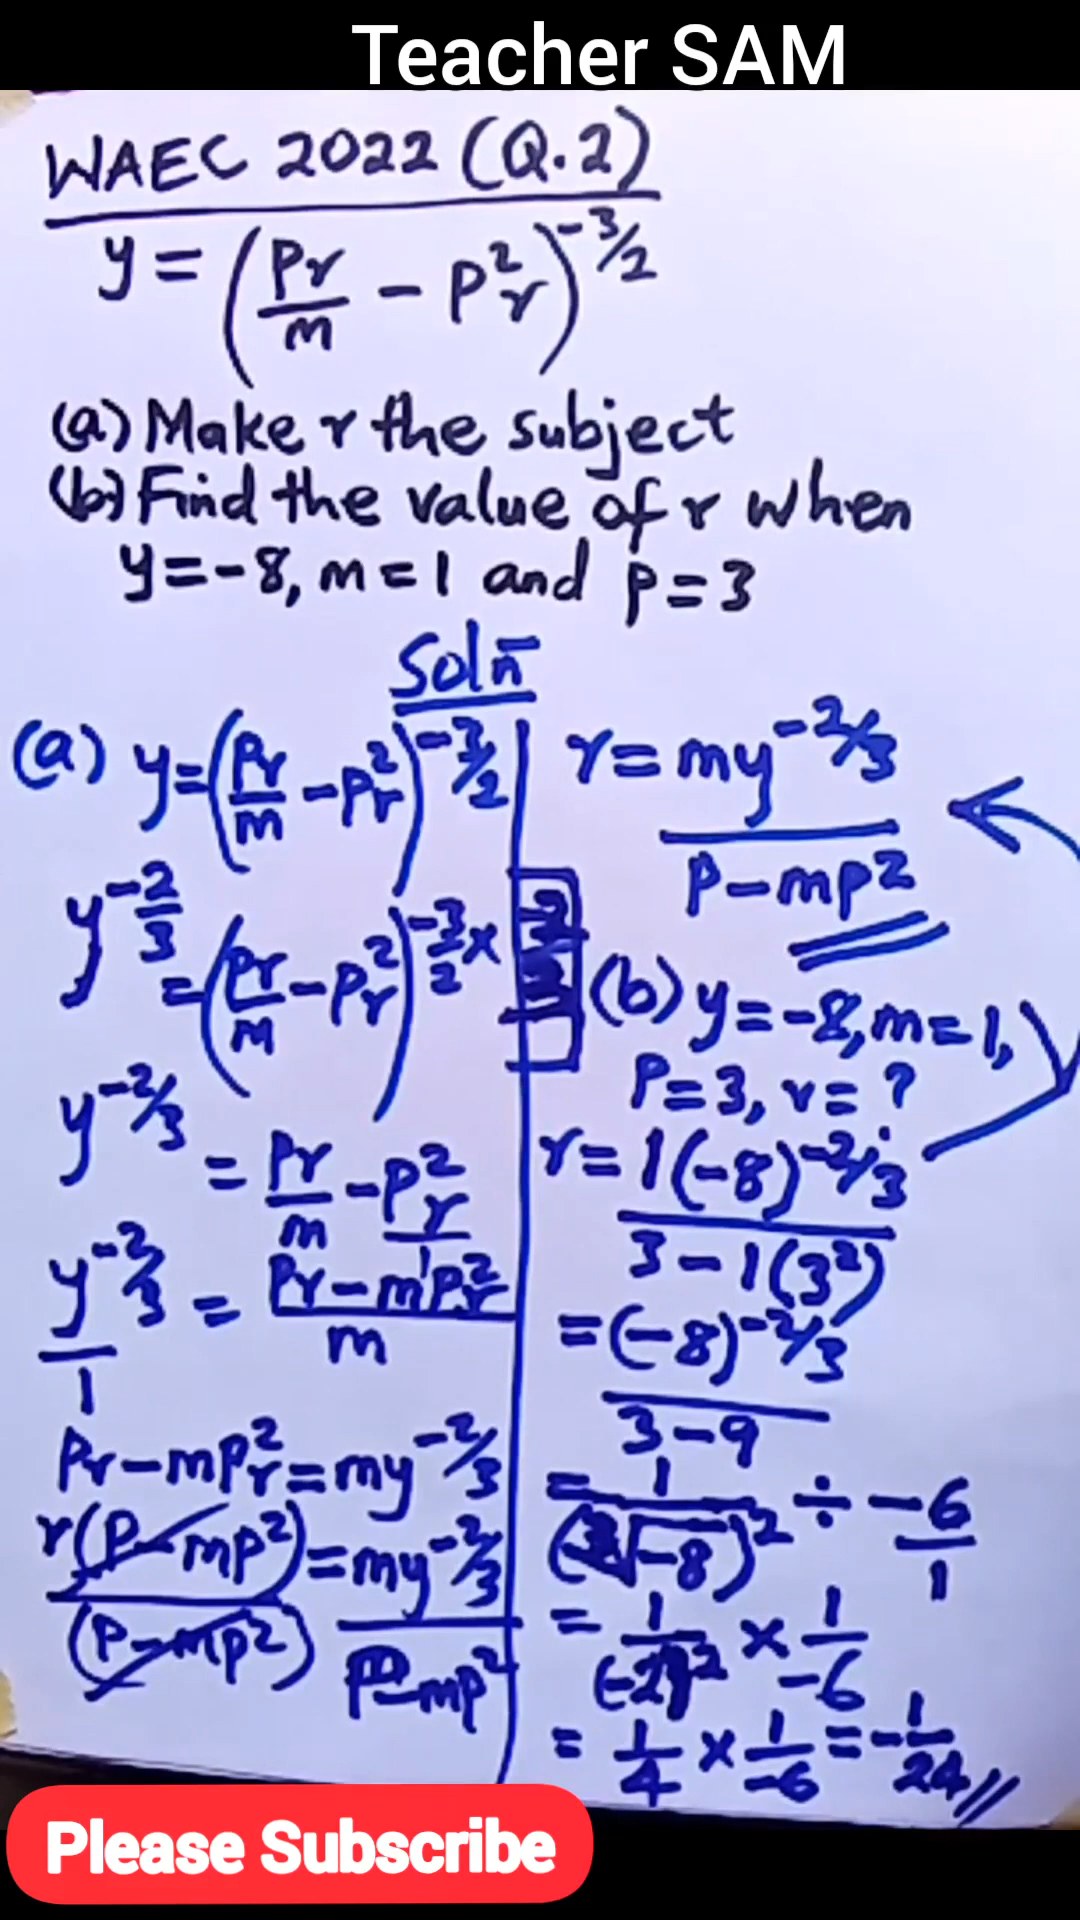 Teacher SAM
WAEC 2022 (Q.2)
y = (Pr/m - P²r)^-3/2
(a) Make r the subject
(b) Find the value of r when
y = -8, m = 1 and p = 3
Solñ
(a) y = (Pr/m - P²r)^-3/2
y^-2/3 = (Pr/m - P²r)^-3/2 ×
y^-2/3 = Pr/m - P²r/1
y^-2/3/1 = Pr - mP²r/m
Pr - mP²r = my^-2/3
r(P - mp²)/(P - mp²) = my^-2/3/P - mp²
r = my^-2/3/P - mp²
(b) y = -8, m = 1,
P = 3, r = ?
r = 1(-8)^-2/3/3 - 1(3²)
= (-8)^-2/3/3 - 9
= 1/(³√-8)² ÷ -6/1
= 1/(-2)² × 1/-6
= 1/4 × 1/-6 = -1/24 //
Please Subscribe